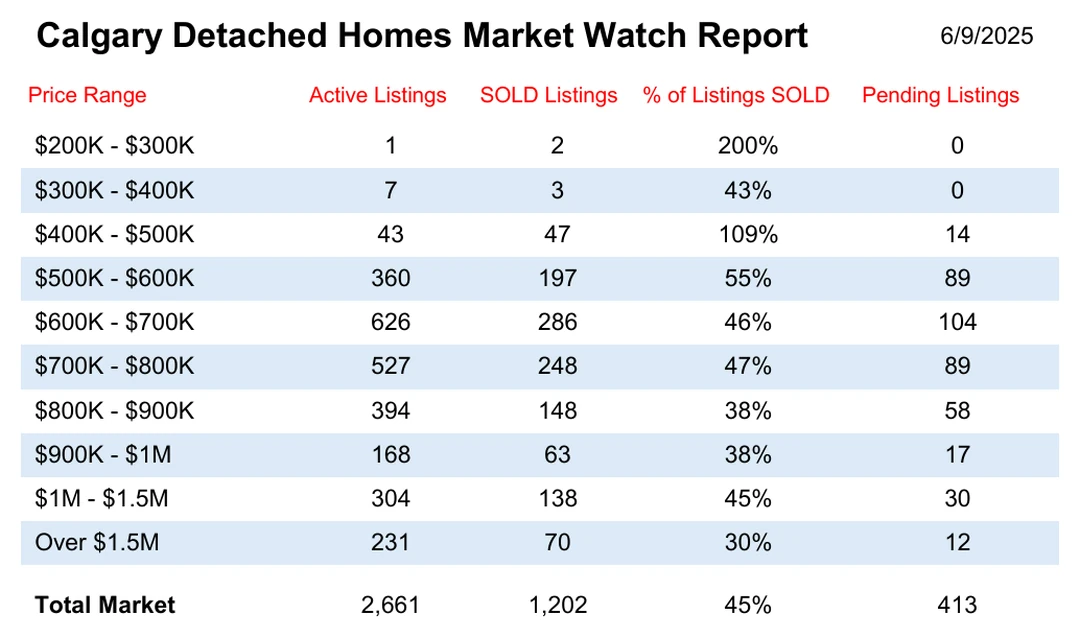 Calgary Detached Homes Market Watch Report 6/9/2025
Price Range Active Listings SOLD Listings % of Listings SOLD Pending Listings
$200K - $300K 1 2 200% 0
$300K - $400K 7 3 43% 0
$400K - $500K 43 47 109% 14
$500K - $600K 360 197 55% 89
$600K - $700K 626 286 46% 104
$700K - $800K 527 248 47% 89
$800K - $900K 394 148 38% 58
$900K - $1M 168 63 38% 17
$1M - $1.5M 304 138 45% 30
Over $1.5M 231 70 30% 12
Total Market 2,661 1,202 45% 413